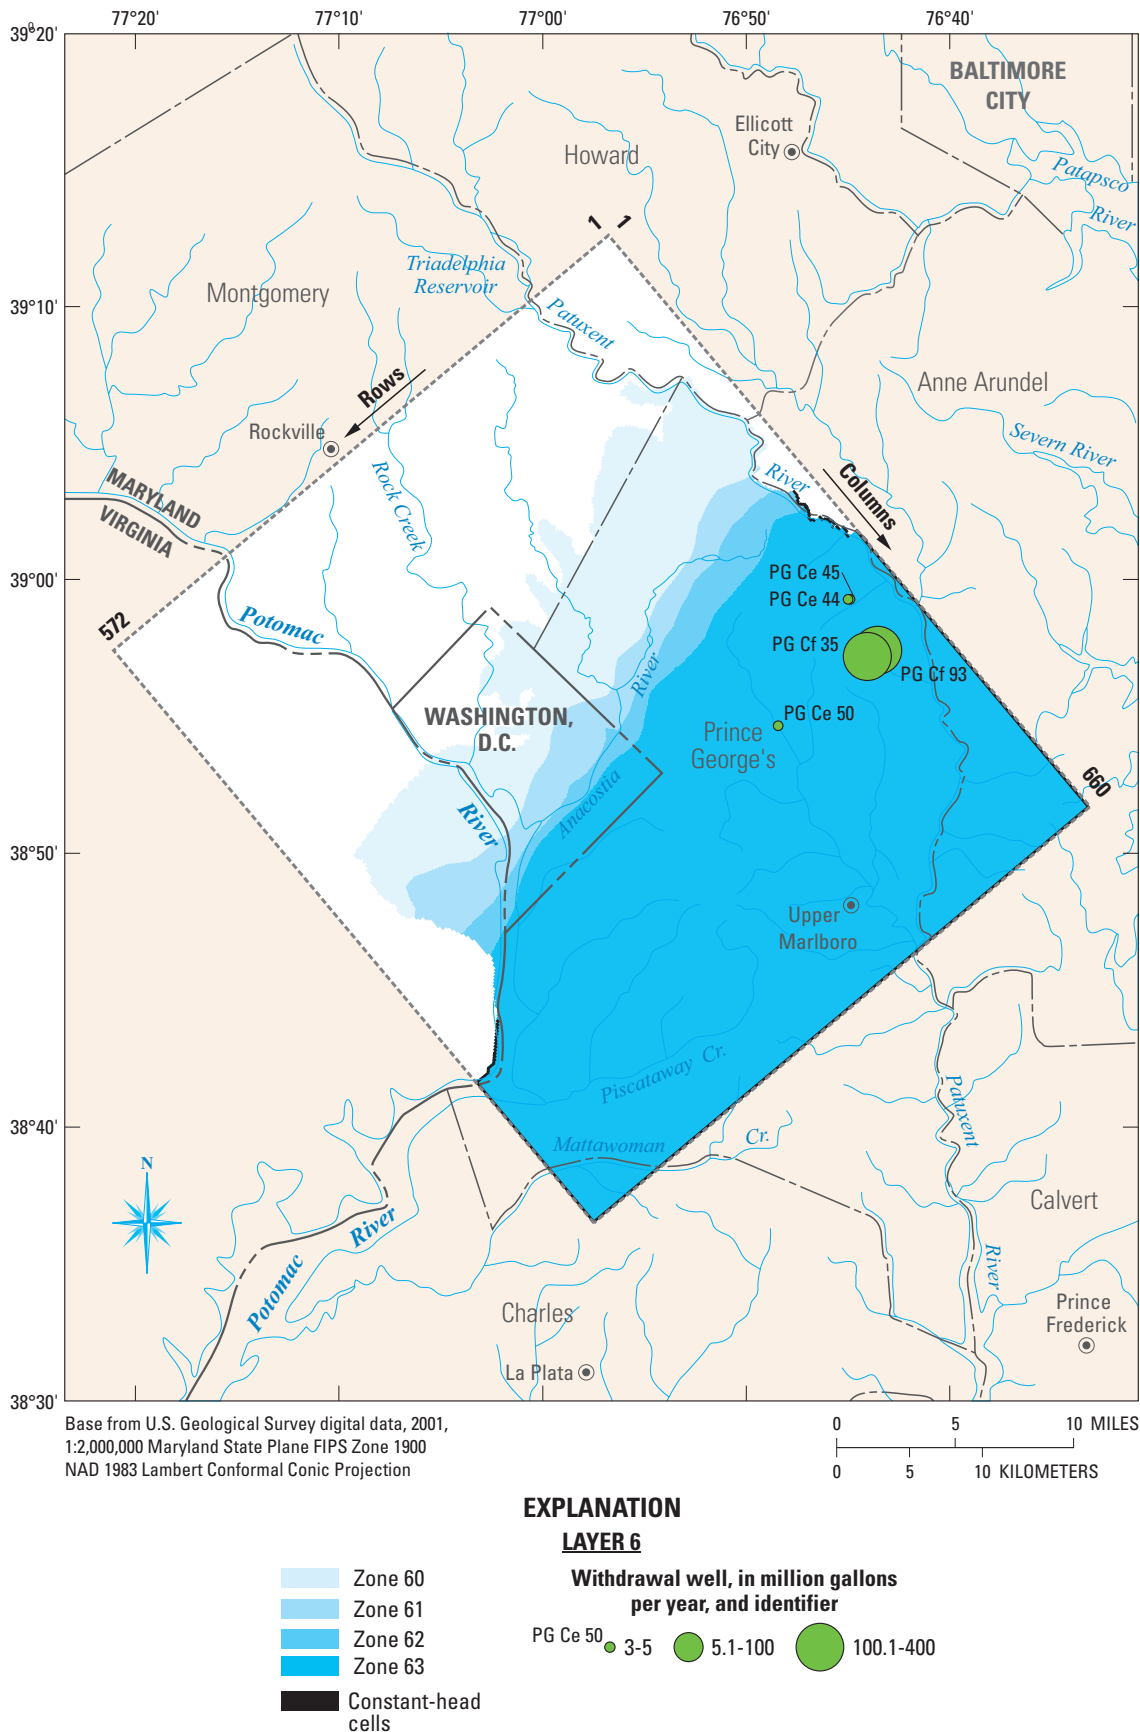 77°20'
77°10'
77°00'
76°50'
76°40'
39°20'
BALTIMORE
CITY
Ellicott
City
Howard
Patapsco
River
1
1
Triadelphia
Reservoir
Montgomery
39°10'
Patuxent
Rows
Anne Arundel
Rockville
Severn River
Rock Creek
River
Columns
MARYLAND
VIRGINIA
39°00'
PG Ce 45
PG Ce 44
572
Potomac
PG Cf 35
PG Cf 93
River
WASHINGTON,
D.C.
PG Ce 50
Prince
George's
660
Anacostia
River
38°50'
Upper
Marlboro
Piscataway Cr.
Patuxent
38°40'
Mattawoman
Cr.
N
Calvert
River
River
Potomac
Charles
Prince
Frederick
La Plata
38°30'
Base from U.S. Geological Survey digital data, 2001,
1:2,000,000 Maryland State Plane FIPS Zone 1900
NAD 1983 Lambert Conformal Conic Projection
0 5 10 MILES
0 5 10 KILOMETERS
EXPLANATION
LAYER 6
Zone 60
Zone 61
Zone 62
Zone 63
Constant-head
cells
Withdrawal well, in million gallons
per year, and identifier
PG Ce 50
3-5
5.1-100
100.1-400